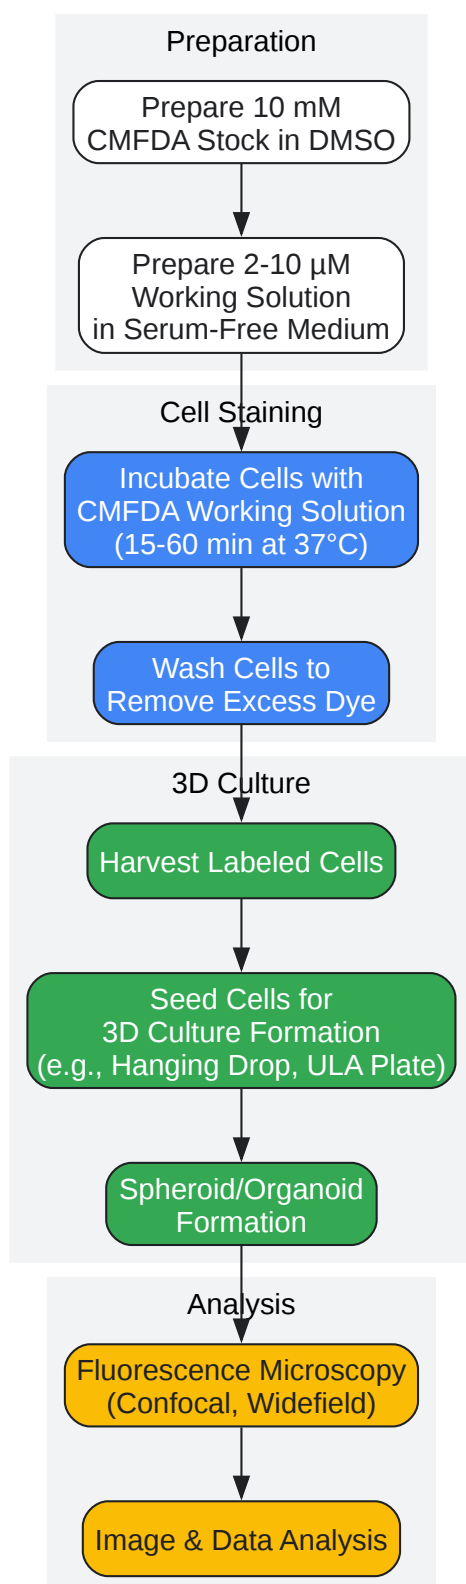 Preparation
Prepare 10 mM
CMFDA Stock in DMSO
Prepare 2-10 µM
Working Solution
in Serum-Free Medium
Cell Staining
Incubate Cells with
CMFDA Working Solution
(15-60 min at 37°C)
Wash Cells to
Remove Excess Dye
3D Culture
Harvest Labeled Cells
Seed Cells for
3D Culture Formation
(e.g., Hanging Drop, ULA Plate)
Spheroid/Organoid
Formation
Analysis
Fluorescence Microscopy
(Confocal, Widefield)
Image & Data Analysis